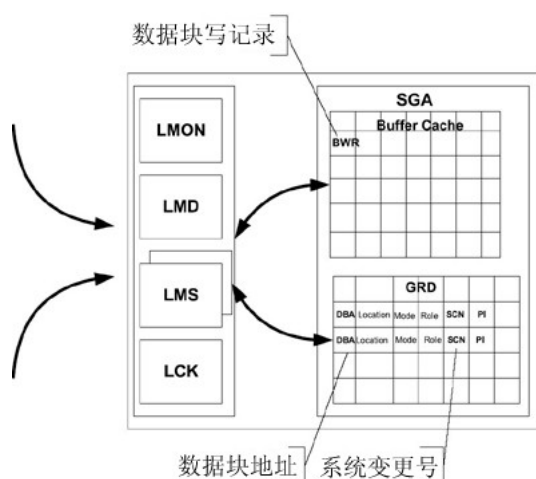 数据块写记录
SGA
Buffer Cache
BWR
LMON
LMD
LMS
LCK
GRD
DBA Location Mode Role SCN PI
DBA Location Mode Role SCN PI
数据块地址 系统变更号